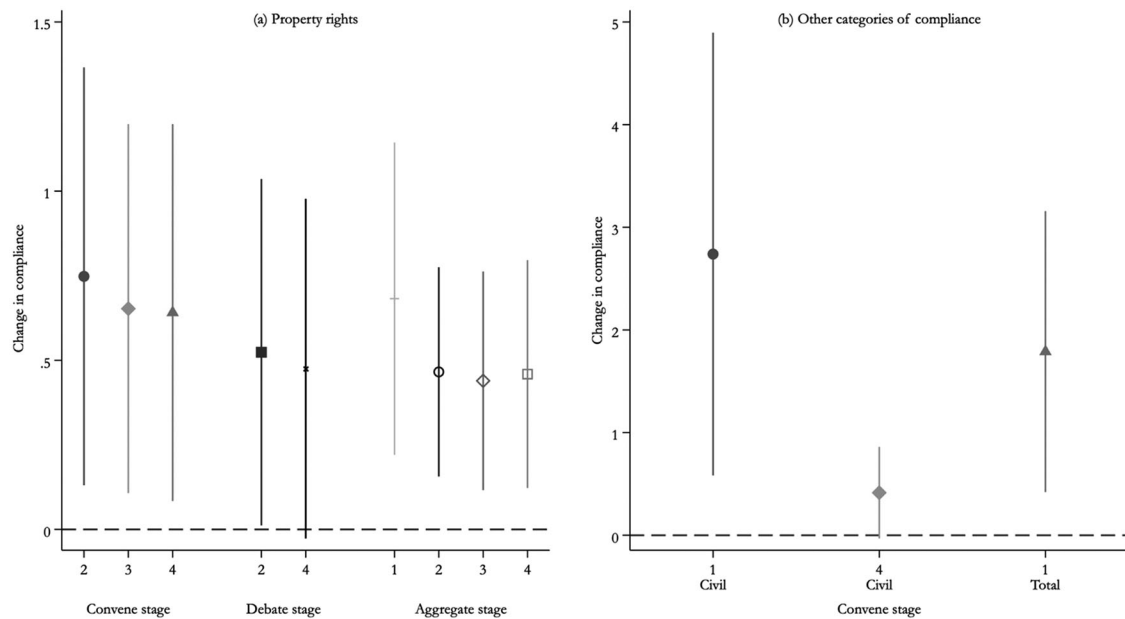 (a) Property rights
Change in compliance
1.5
1
.5
0
2 3 4 2 4 1 2 3 4
Convene stage Debate stage Aggregate stage
(b) Other categories of compliance
Change in compliance
5
4
3
2
1
0
1 4 1
Civil Civil Total
Convene stage